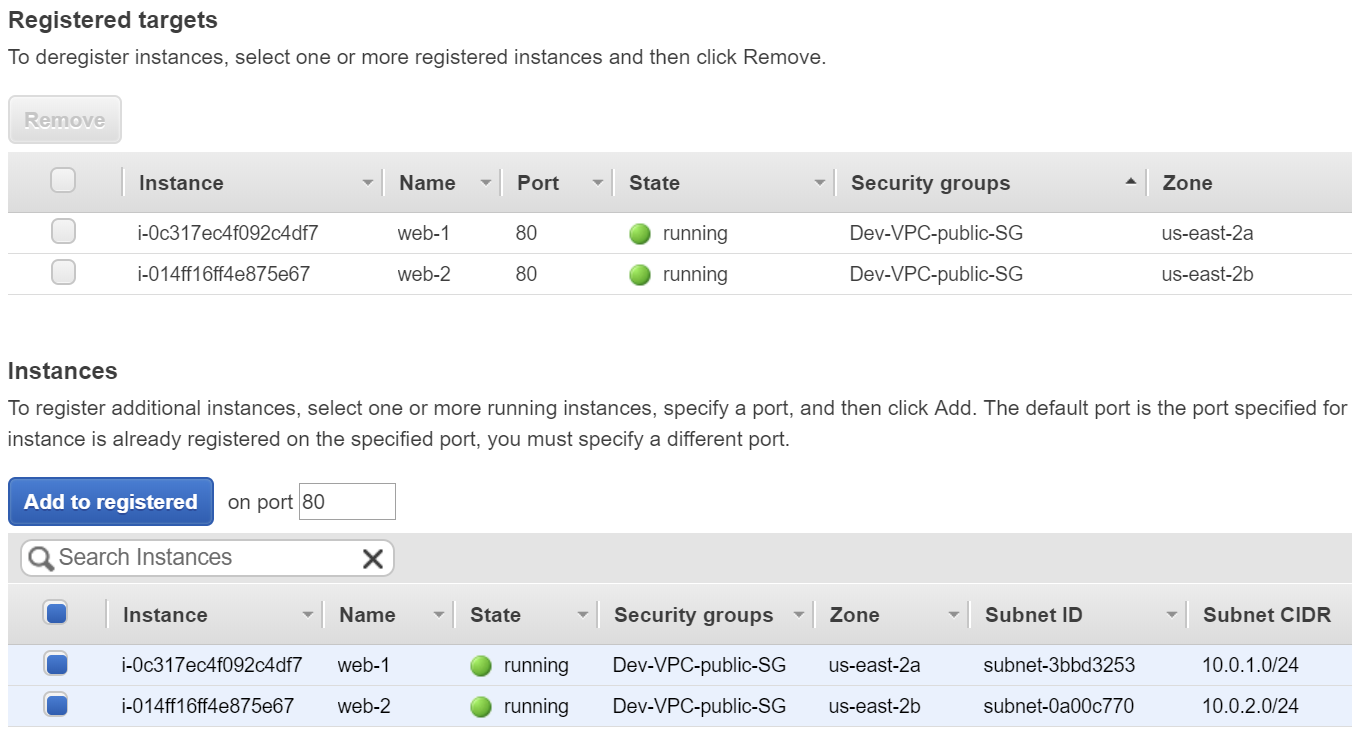 Registered targets
To deregister instances, select one or more registered instances and then click Remove.
Remove
Instance Name Port State Security groups Zone
i-0c317ec4f092c4df7 web-1 80 running Dev-VPC-public-SG us-east-2a
i-014ff16ff4e875e67 web-2 80 running Dev-VPC-public-SG us-east-2b
Instances
To register additional instances, select one or more running instances, specify a port, and then click Add. The default port is the port specified for
instance is already registered on the specified port, you must specify a different port.
Add to registered on port 80
Search Instances
Instance Name State Security groups Zone Subnet ID Subnet CIDR
i-0c317ec4f092c4df7 web-1 running Dev-VPC-public-SG us-east-2a subnet-3bbd3253 10.0.1.0/24
i-014ff16ff4e875e67 web-2 running Dev-VPC-public-SG us-east-2b subnet-0a00c770 10.0.2.0/24